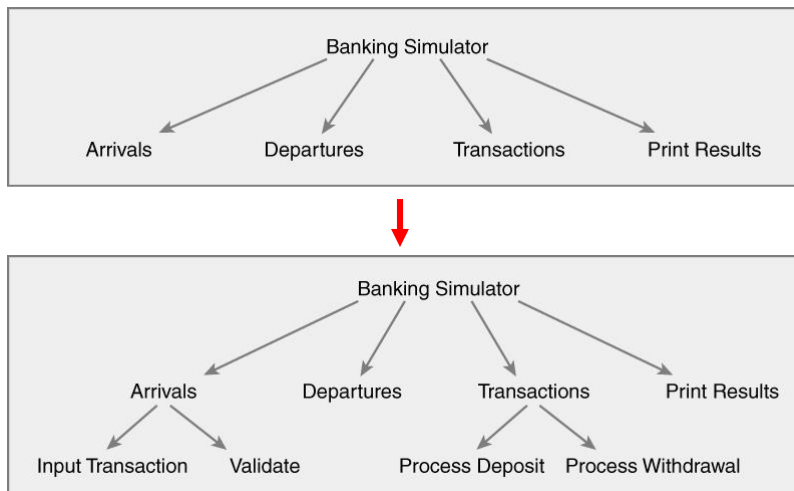 Banking Simulator
Arrivals Departures Transactions Print Results
Banking Simulator
Arrivals Departures Transactions Print Results
Input Transaction Validate Process Deposit Process Withdrawal